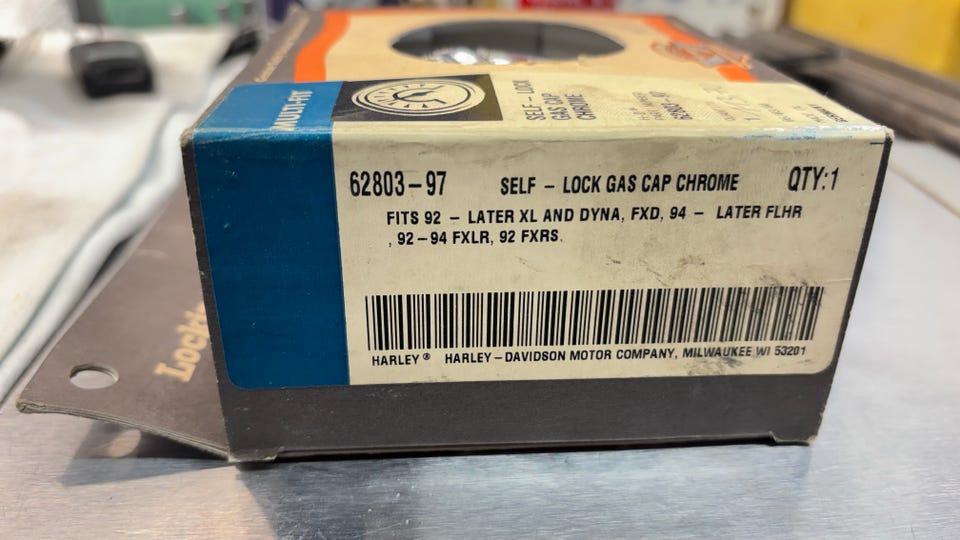 MULTI-FIT
SELF - LOCK
GAS CAP
CHROME
62803-97
62803-97 SELF - LOCK GAS CAP CHROME QTY:1
FITS 92 - LATER XL AND DYNA, FXD, 94 - LATER FLHR
, 92-94 FXLR, 92 FXRS.
HARLEY® HARLEY-DAVIDSON MOTOR COMPANY, MILWAUKEE WI 53201